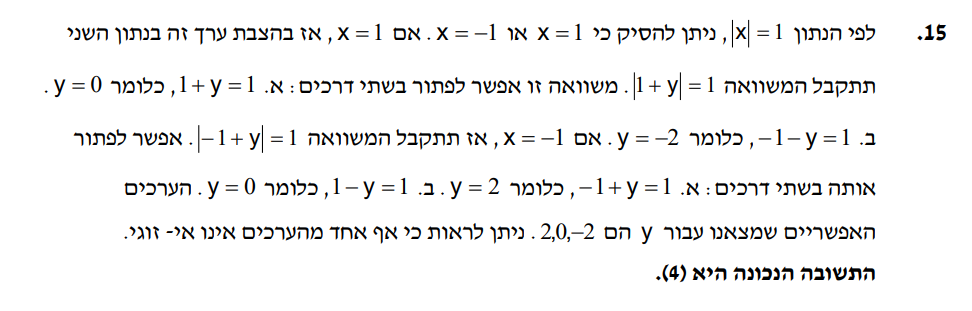 15. לפי הנתון |x| = 1, ניתן להסיק כי x = 1 או x = −1. אם x = 1, אז בהצבת ערך זה בנתון השני
תתקבל המשוואה |1 + y| = 1. משוואה זו אפשר לפתור בשתי דרכים: א. 1 + y = 1, כלומר y = 0.
ב. −1 − y = 1, כלומר y = −2. אם x = −1, אז תתקבל המשוואה |−1 + y| = 1. אפשר לפתור
אותה בשתי דרכים: א. −1 + y = 1, כלומר y = 2. ב. 1 − y = 1, כלומר y = 0. הערכים
האפשריים שמצאנו עבור y הם 2,0,−2. ניתן לראות כי אף אחד מהערכים אינו אי- זוגי.
התשובה הנכונה היא (4).